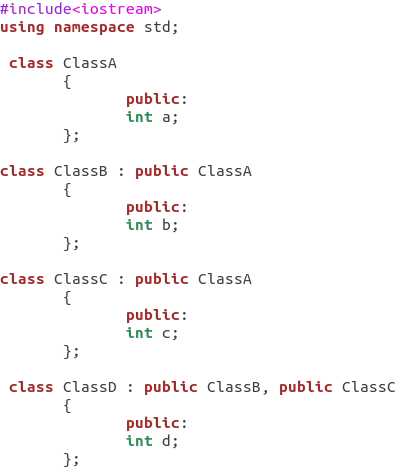 #include<iostream>
using namespace std;

 class ClassA
       {
              public:
              int a;
       };

class ClassB : public ClassA
       {
              public:
              int b;
       };

class ClassC : public ClassA
       {
              public:
              int c;
       };

 class ClassD : public ClassB, public ClassC
       {
              public:
              int d;
       };